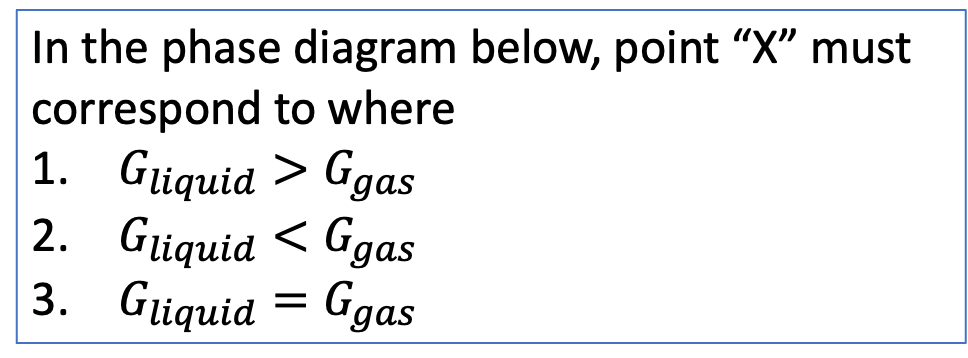 In the phase diagram below, point “X” must
correspond to where
1. G_liquid > G_gas
2. G_liquid < G_gas
3. G_liquid = G_gas